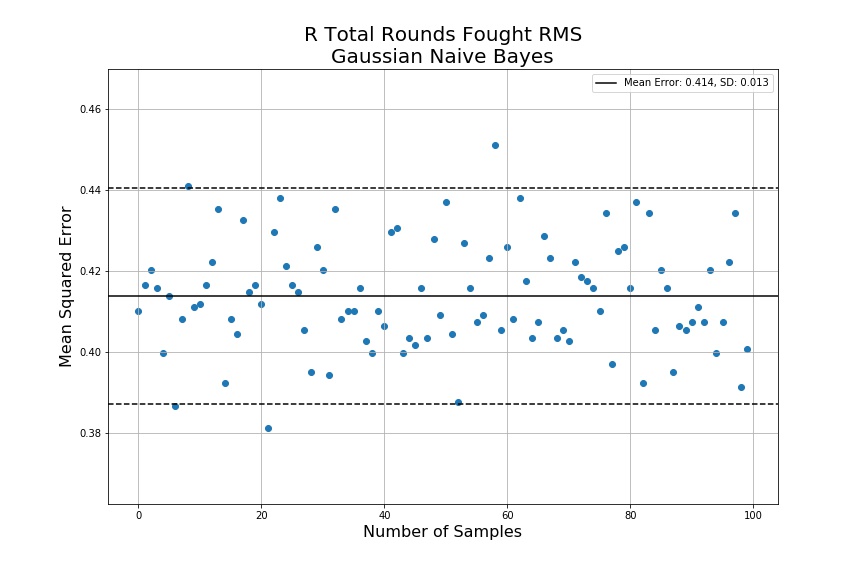 R Total Rounds Fought RMS
Gaussian Naive Bayes
Mean Error: 0.414, SD: 0.013
Mean Squared Error
0.46
0.44
0.42
0.40
0.38
0
20
40
60
80
100
Number of Samples